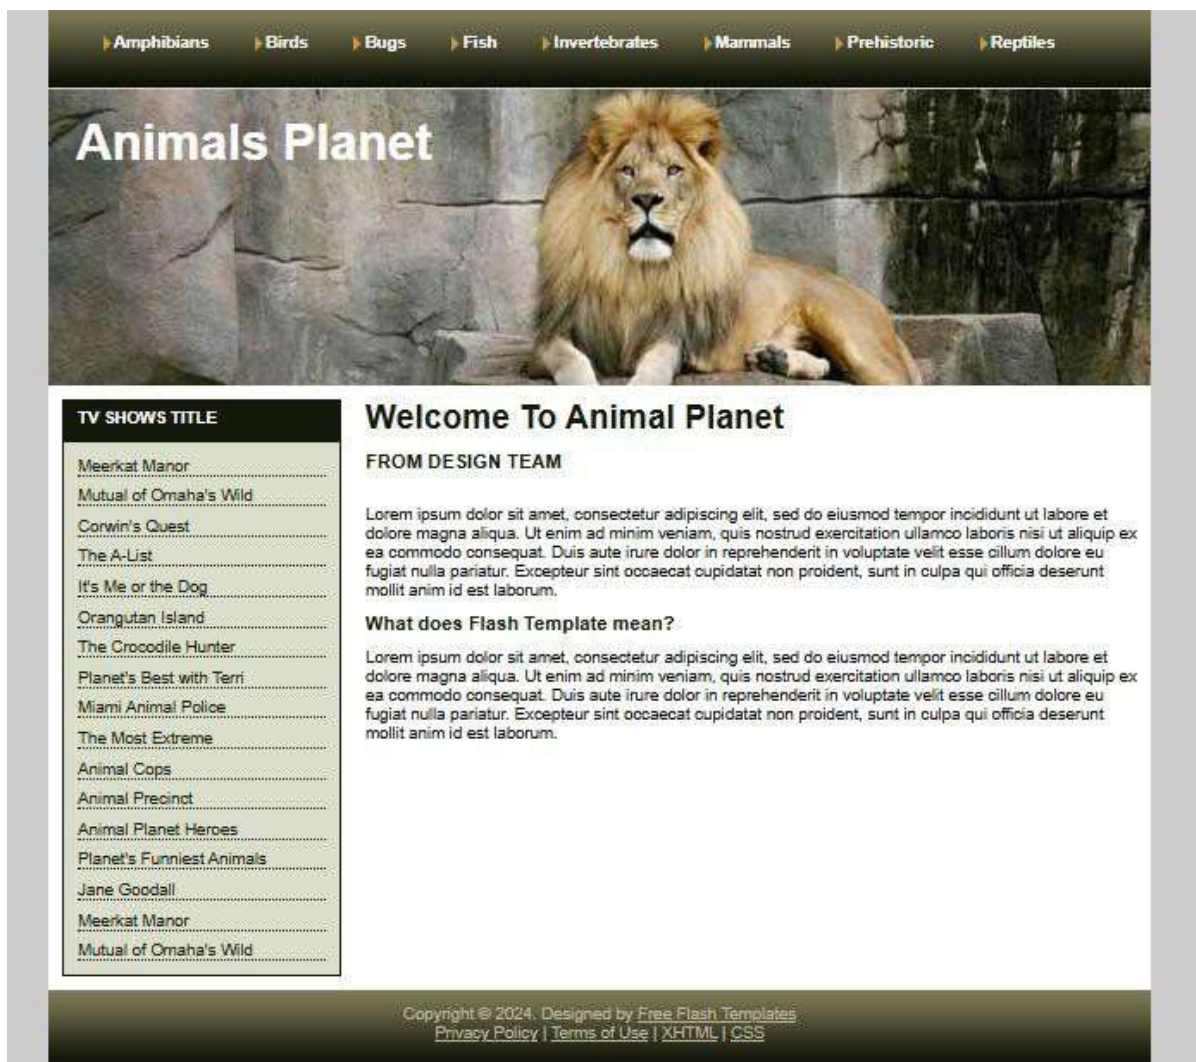 Amphibians Birds Bugs Fish Invertebrates Mammals Prehistoric Reptiles
Animals Planet
TV SHOWS TITLE
Meerkat Manor
Mutual of Omaha's Wild
Corwin's Quest
The A-List
It's Me or the Dog
Orangutan Island
The Crocodile Hunter
Planet's Best with Terri
Miami Animal Police
The Most Extreme
Animal Cops
Animal Precinct
Animal Planet Heroes
Planet's Funniest Animals
Jane Goodall
Meerkat Manor
Mutual of Omaha's Wild
Welcome To Animal Planet
FROM DESIGN TEAM
Lorem ipsum dolor sit amet, consectetur adipiscing elit, sed do eiusmod tempor incididunt ut labore et
dolore magna aliqua. Ut enim ad minim veniam, quis nostrud exercitation ullamco laboris nisi ut aliquip ex
ea commodo consequat. Duis aute irure dolor in reprehenderit in voluptate velit esse cillum dolore eu
fugiat nulla pariatur. Excepteur sint occaecat cupidatat non proident, sunt in culpa qui officia deserunt
mollit anim id est laborum.
What does Flash Template mean?
Lorem ipsum dolor sit amet, consectetur adipiscing elit, sed do eiusmod tempor incididunt ut labore et
dolore magna aliqua. Ut enim ad minim veniam, quis nostrud exercitation ullamco laboris nisi ut aliquip ex
ea commodo consequat. Duis aute irure dolor in reprehenderit in voluptate velit esse cillum dolore eu
fugiat nulla pariatur. Excepteur sint occaecat cupidatat non proident, sunt in culpa qui officia deserunt
mollit anim id est laborum.
Copyright © 2024. Designed by Free Flash Templates
Privacy Policy | Terms of Use | XHTML | CSS